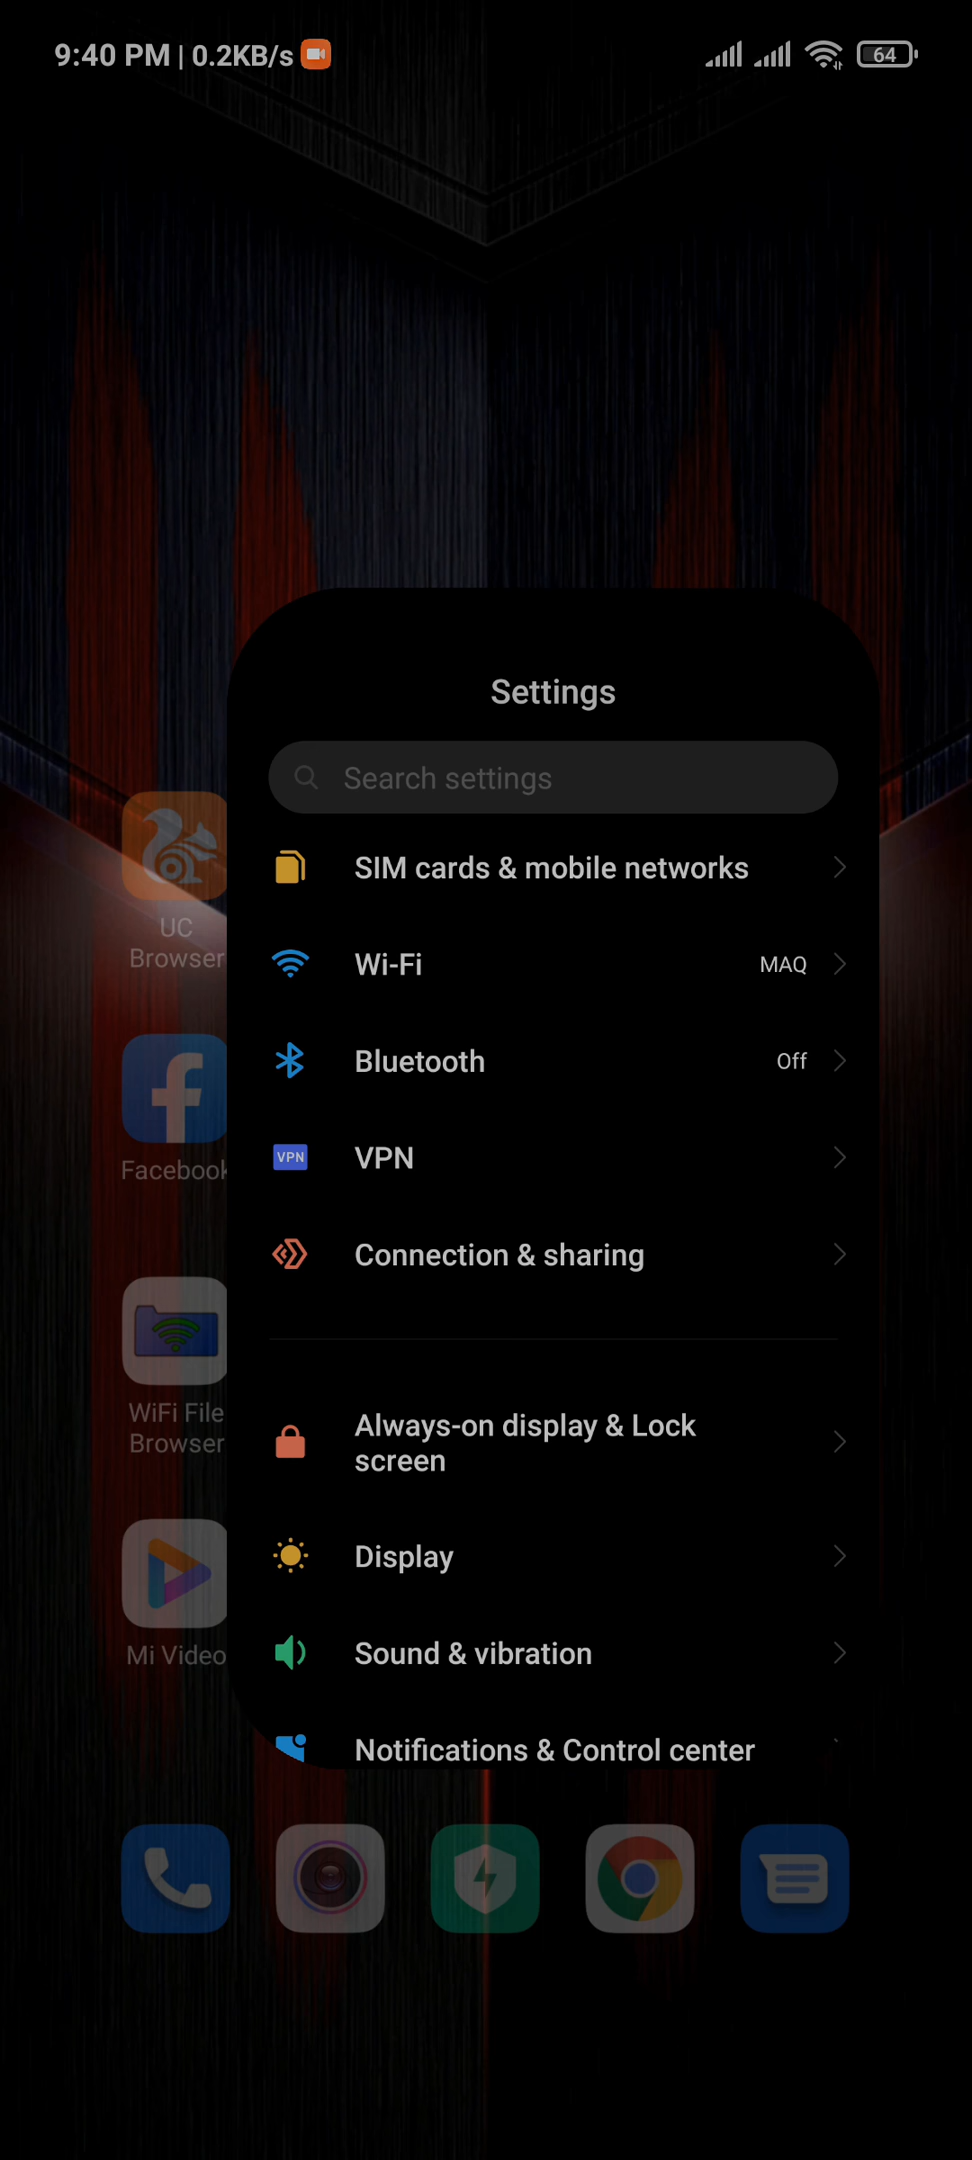 9:40 PM | 0.2KB/s
64
Settings
Search settings
SIM cards & mobile networks
Wi-Fi MAQ
Bluetooth Off
VPN VPN
Connection & sharing
Always-on display & Lock
screen
Display
Sound & vibration
Notifications & Control center
UC
Browser
Facebook
WiFi File
Browser
Mi Video